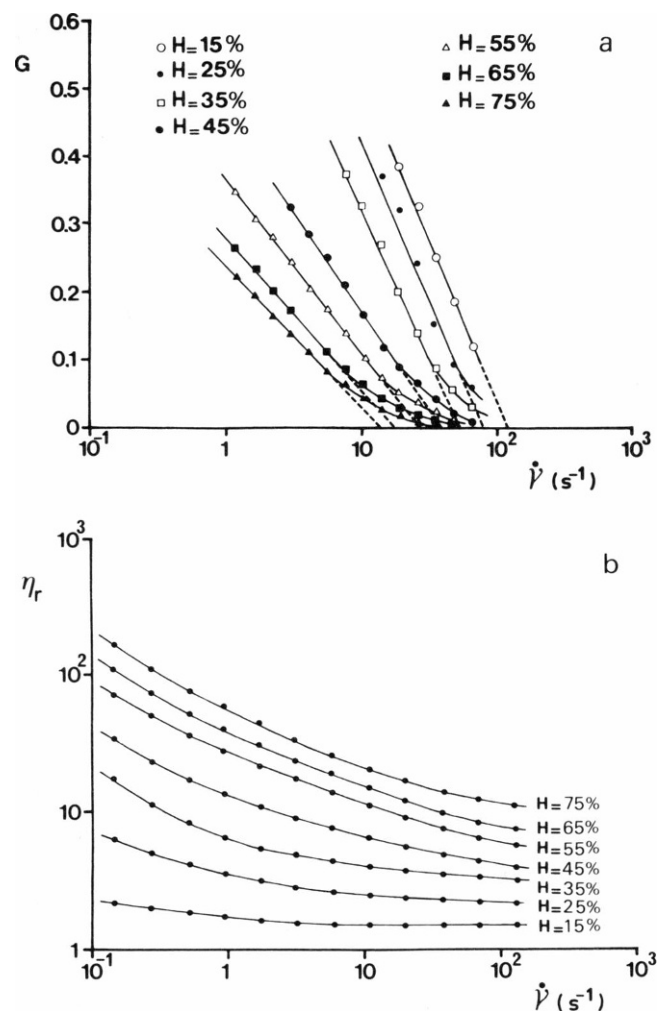 0.6
G
a
H=15%
H=25%
H=35%
H=45%
H=55%
H=65%
H=75%
0.5
0.4
0.3
0.2
0.1
0
10⁻¹ 1 10 10² 10³
γ̇ (s⁻¹)
10³
ηr
b
10²
10
1
H=75%
H=65%
H=55%
H=45%
H=35%
H=25%
H=15%
10⁻¹ 1 10 10² 10³
γ̇ (s⁻¹)